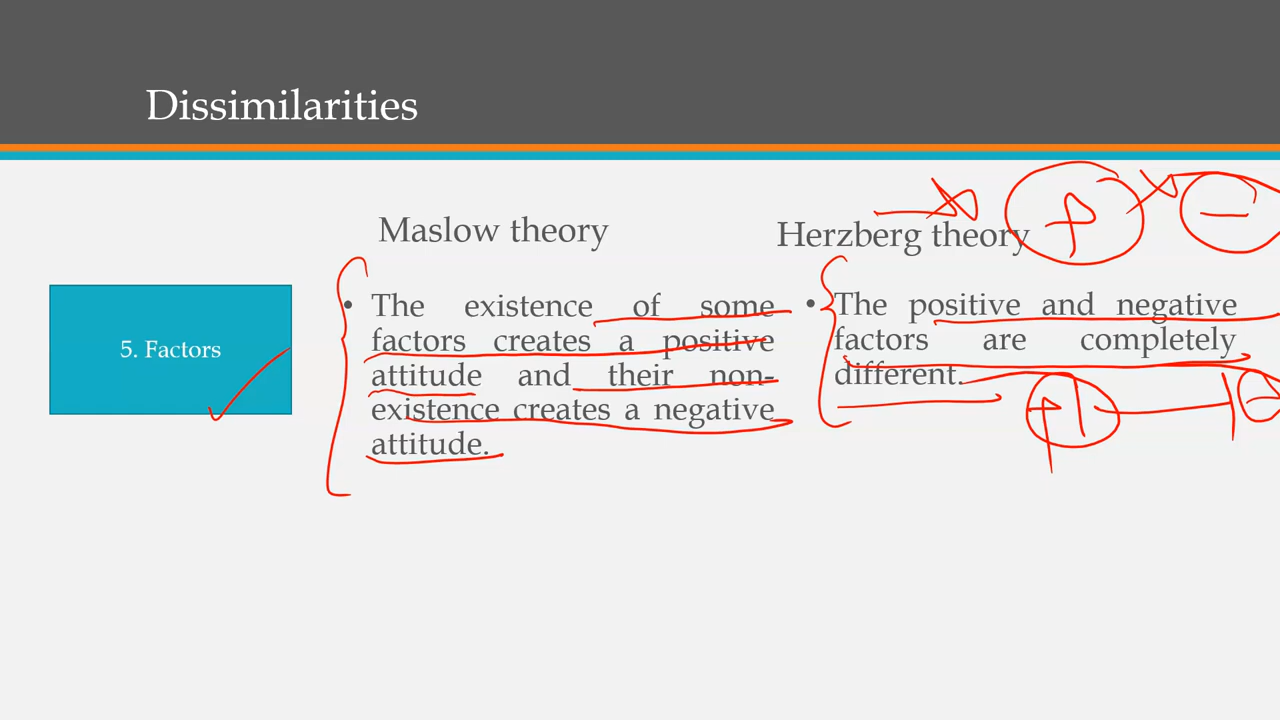 Dissimilarities
Maslow theory
Herzberg theory
5. Factors
• The existence of some
factors creates a positive
attitude and their non-
existence creates a negative
attitude.
• The positive and negative
factors are completely
different.
+
-
+
-